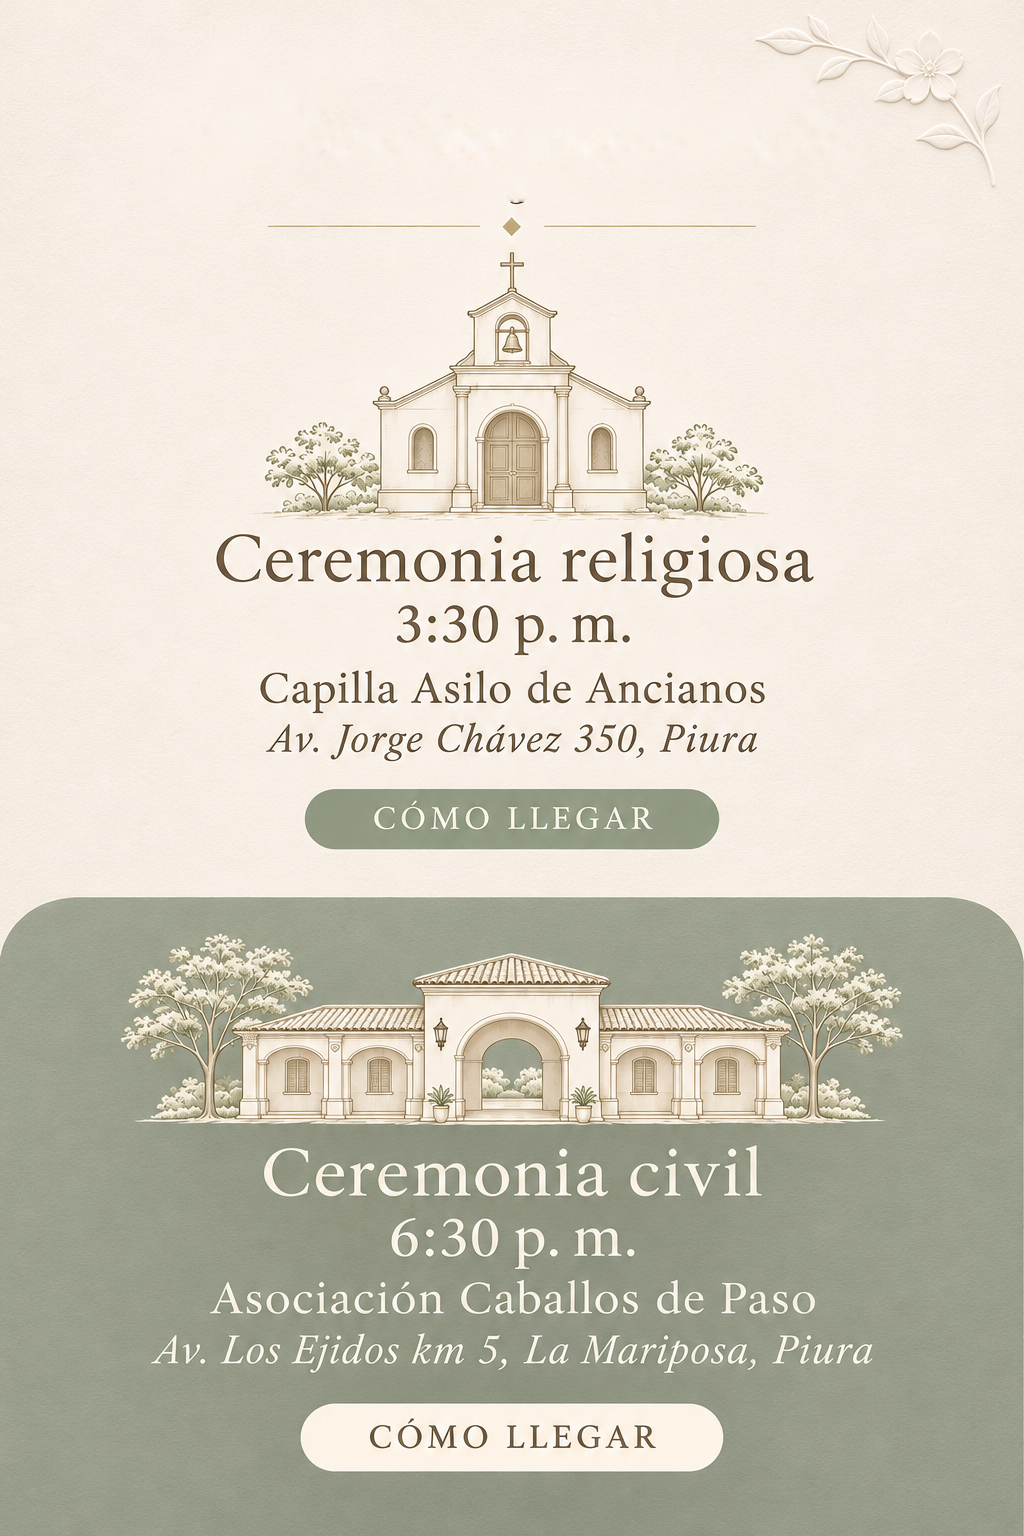 Ceremonia religiosa
3:30 p. m.
Capilla Asilo de Ancianos
Av. Jorge Chávez 350, Piura
CÓMO LLEGAR
Ceremonia civil
6:30 p. m.
Asociación Caballos de Paso
Av. Los Ejidos km 5, La Mariposa, Piura
CÓMO LLEGAR